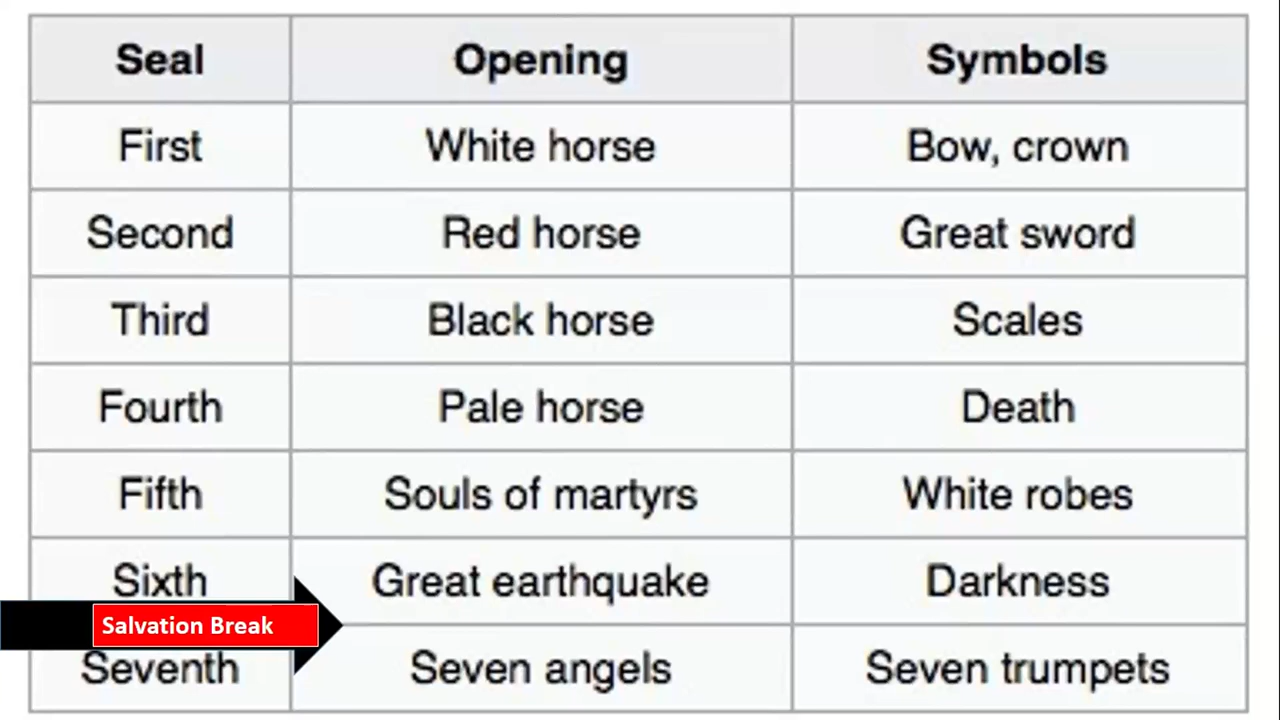 Seal Opening Symbols
First White horse Bow, crown
Second Red horse Great sword
Third Black horse Scales
Fourth Pale horse Death
Fifth Souls of martyrs White robes
Sixth Great earthquake Darkness
Salvation Break
Seventh Seven angels Seven trumpets